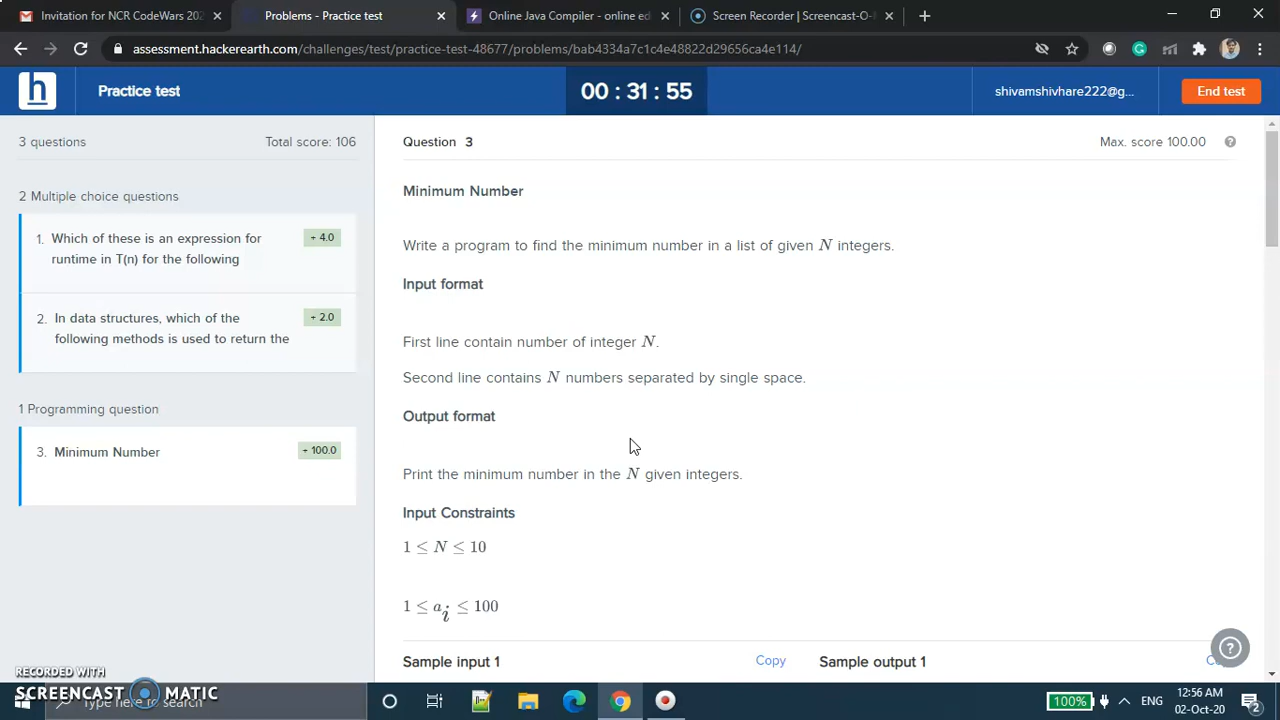 Invitation for NCR CodeWars 202
Problems - Practice test
Online Java Compiler - online ed
Screen Recorder | Screencast-O-M
assessment.hackerearth.com/challenges/test/practice-test-48677/problems/bab4334a7c1c4e48822d29656ca4e114/
h
Practice test
00 : 31 : 55
shivamshivhare222@g...
End test
3 questions
Total score: 106
2 Multiple choice questions
1. Which of these is an expression for + 4.0
runtime in T(n) for the following
2. In data structures, which of the + 2.0
following methods is used to return the
1 Programming question
3. Minimum Number + 100.0
Question 3
Max. score 100.00
Minimum Number
Write a program to find the minimum number in a list of given N integers.
Input format
First line contain number of integer N.
Second line contains N numbers separated by single space.
Output format
Print the minimum number in the N given integers.
Input Constraints
1 ≤ N ≤ 10
1 ≤ a_i ≤ 100
Sample input 1
Copy
Sample output 1
RECORDED WITH
SCREENCAST MATIC
Type here to search
100%
ENG
12:56 AM
02-Oct-20
2